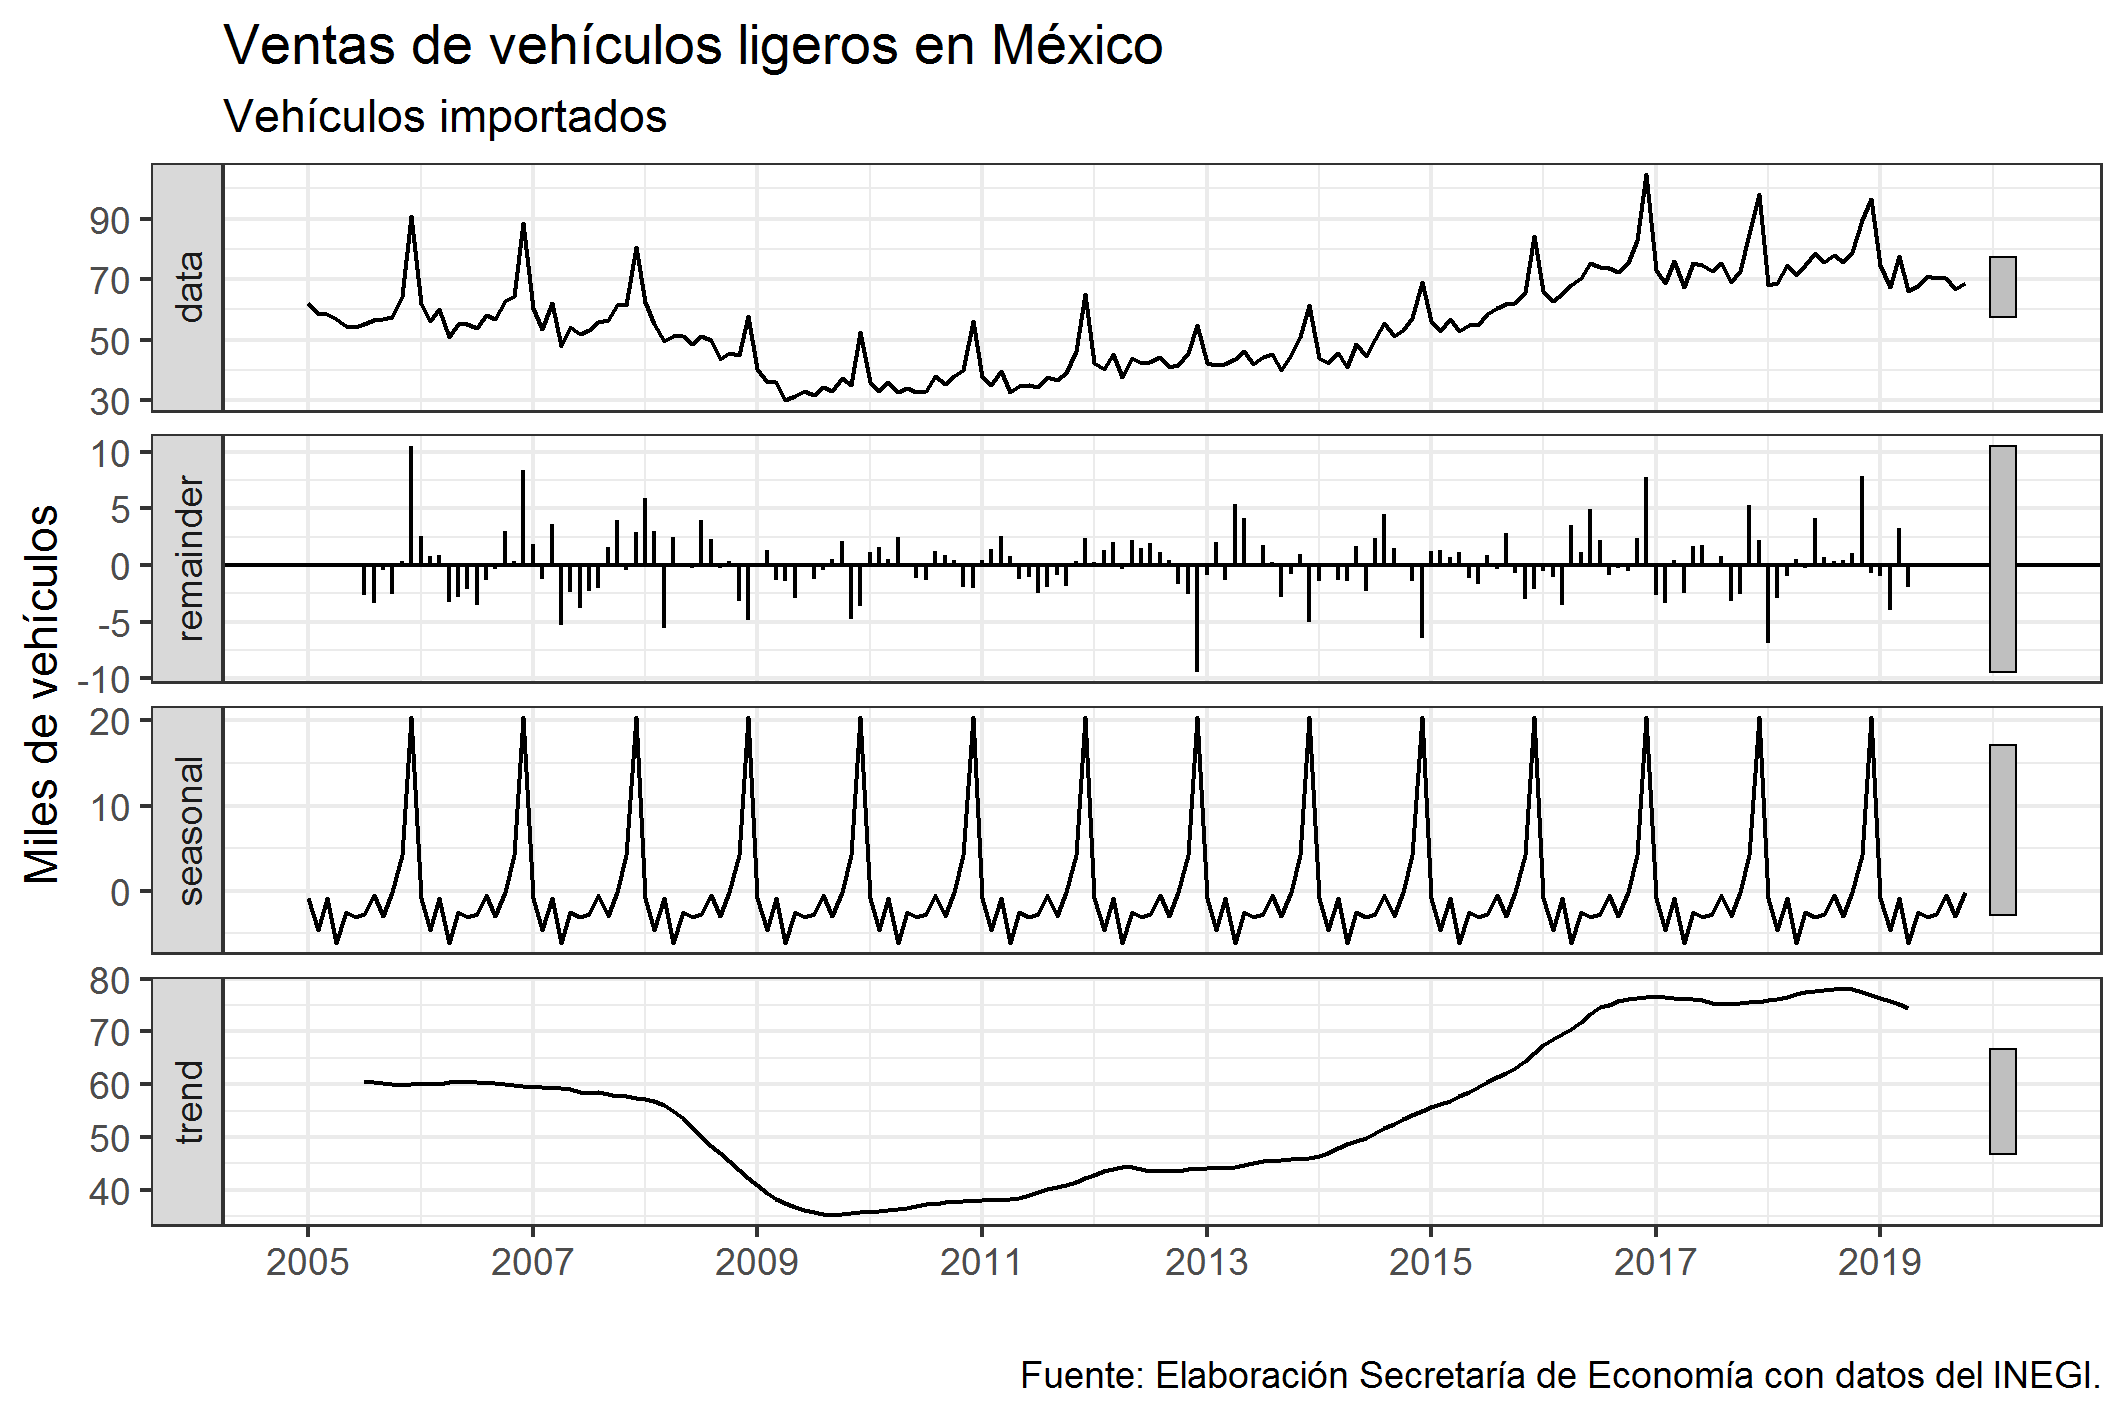 Ventas de vehículos ligeros en México
Vehículos importados
Miles de vehículos
data
90
70
50
30
remainder
10
5
0
-5
-10
seasonal
20
10
0
trend
80
70
60
50
40
2005 2007 2009 2011 2013 2015 2017 2019
Fuente: Elaboración Secretaría de Economía con datos del INEGI.